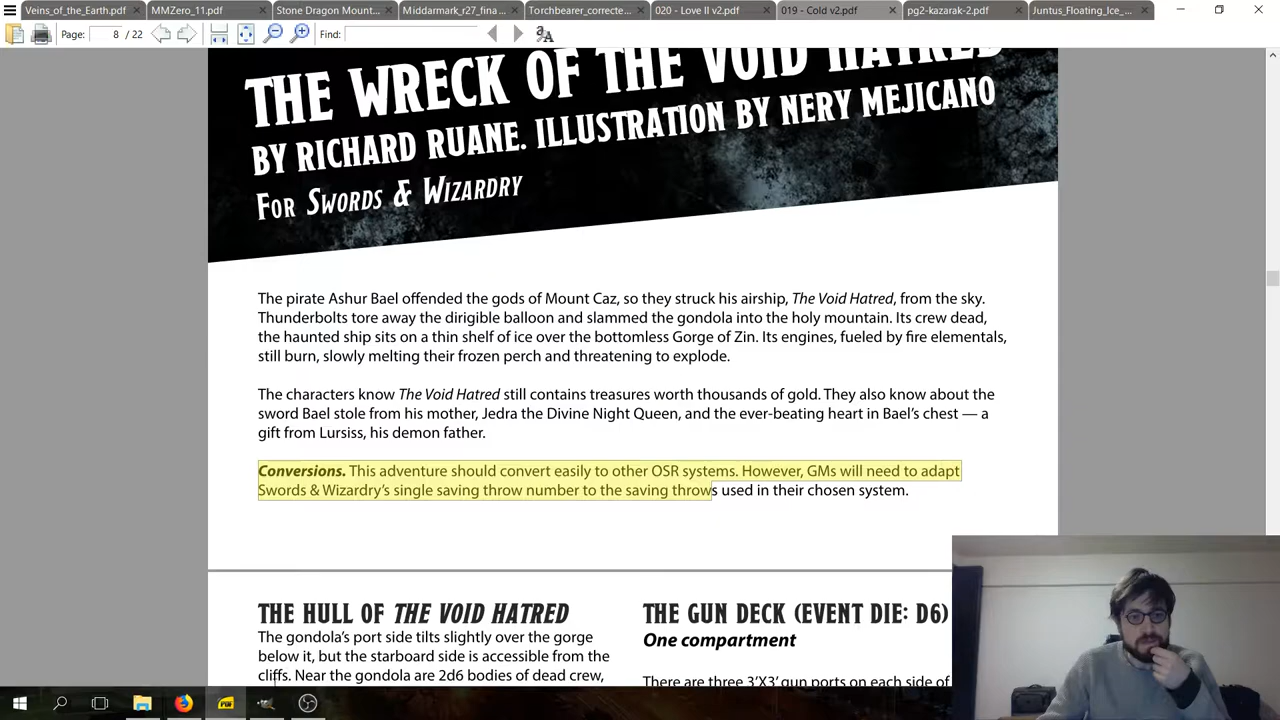 Veins_of_the_Earth.pdf MMZero_11.pdf Stone Dragon Mount... Middarmark_r27_fina... Torchbearer_correcte... 020 - Love II v2.pdf 019 - Cold v2.pdf pg2-kazarak-2.pdf Juntus_Floating_Ice_...
Page: 8 / 22 Find:
THE WRECK OF THE VOID HATRED
BY RICHARD RUANE. ILLUSTRATION BY NERY MEJICANO
FOR SWORDS & WIZARDRY
The pirate Ashur Bael offended the gods of Mount Caz, so they struck his airship, The Void Hatred, from the sky.
Thunderbolts tore away the dirigible balloon and slammed the gondola into the holy mountain. Its crew dead,
the haunted ship sits on a thin shelf of ice over the bottomless Gorge of Zin. Its engines, fueled by fire elementals,
still burn, slowly melting their frozen perch and threatening to explode.
The characters know The Void Hatred still contains treasures worth thousands of gold. They also know about the
sword Bael stole from his mother, Jedra the Divine Night Queen, and the ever-beating heart in Bael's chest — a
gift from Lursiss, his demon father.
Conversions. This adventure should convert easily to other OSR systems. However, GMs will need to adapt
Swords & Wizardry's single saving throw number to the saving throws used in their chosen system.
THE HULL OF THE VOID HATRED
The gondola's port side tilts slightly over the gorge
below it, but the starboard side is accessible from the
cliffs. Near the gondola are 2d6 bodies of dead crew,
THE GUN DECK (EVENT DIE: D6)
One compartment
There are three 3'X3' gun ports on each side of